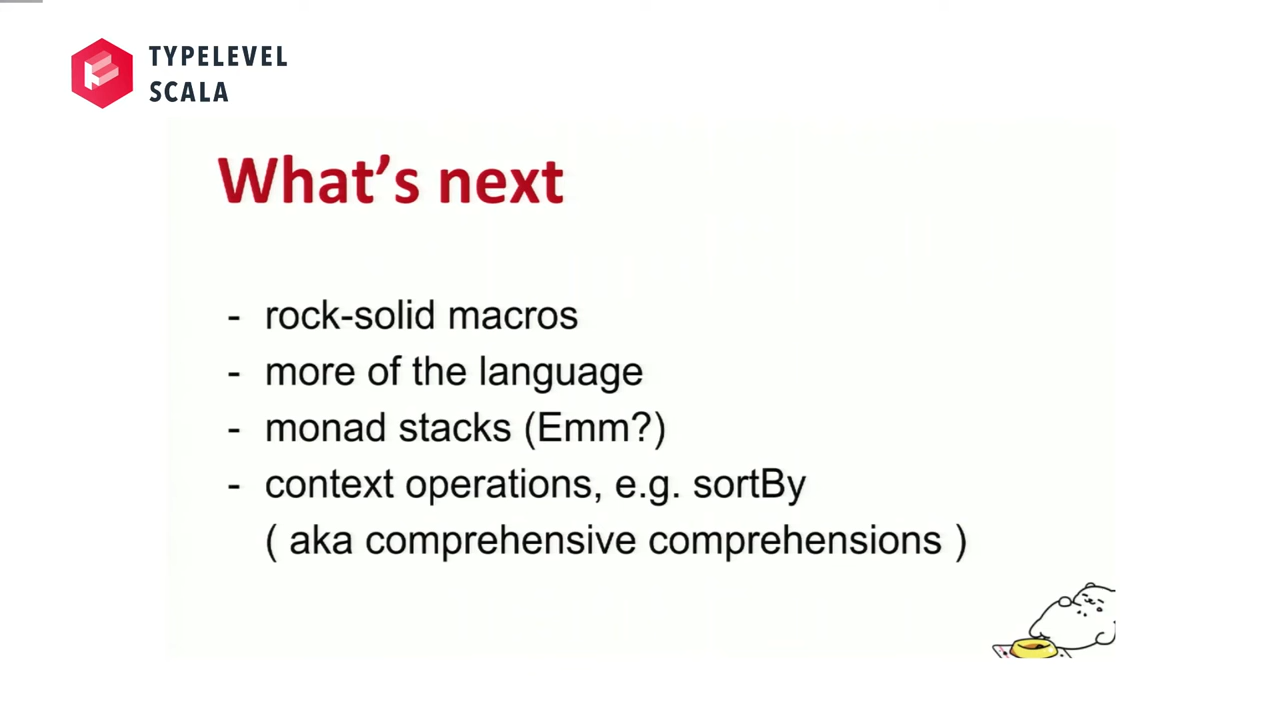 TYPELEVEL
SCALA
What's next
- rock-solid macros
- more of the language
- monad stacks (Emm?)
- context operations, e.g. sortBy
( aka comprehensive comprehensions )